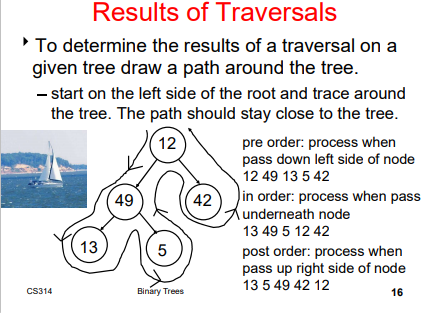 Results of Traversals
To determine the results of a traversal on a
given tree draw a path around the tree.
– start on the left side of the root and trace around
the tree. The path should stay close to the tree.
12
49
42
13
5
pre order: process when
pass down left side of node
12 49 13 5 42
in order: process when pass
underneath node
13 49 5 12 42
post order: process when
pass up right side of node
13 5 49 42 12
CS314
Binary Trees
16